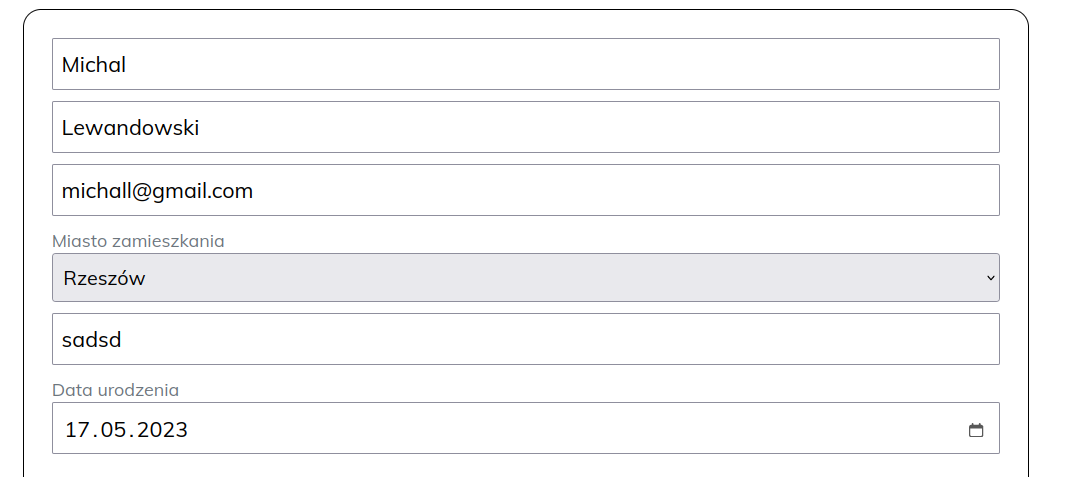 Michal
Lewandowski
michall@gmail.com
Miasto zamieszkania
Rzeszów
sadsd
Data urodzenia
17.05.2023